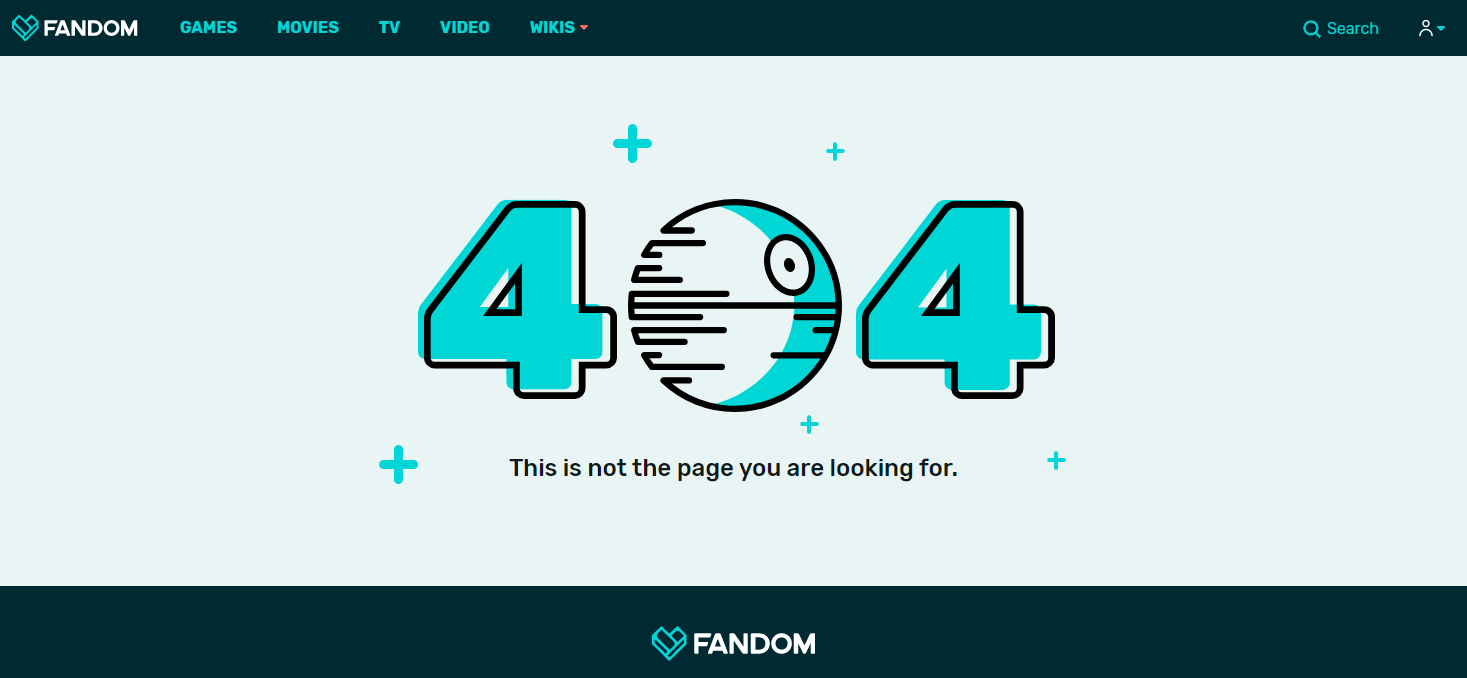 FANDOM GAMES MOVIES TV VIDEO WIKIS Search
404
This is not the page you are looking for.
FANDOM